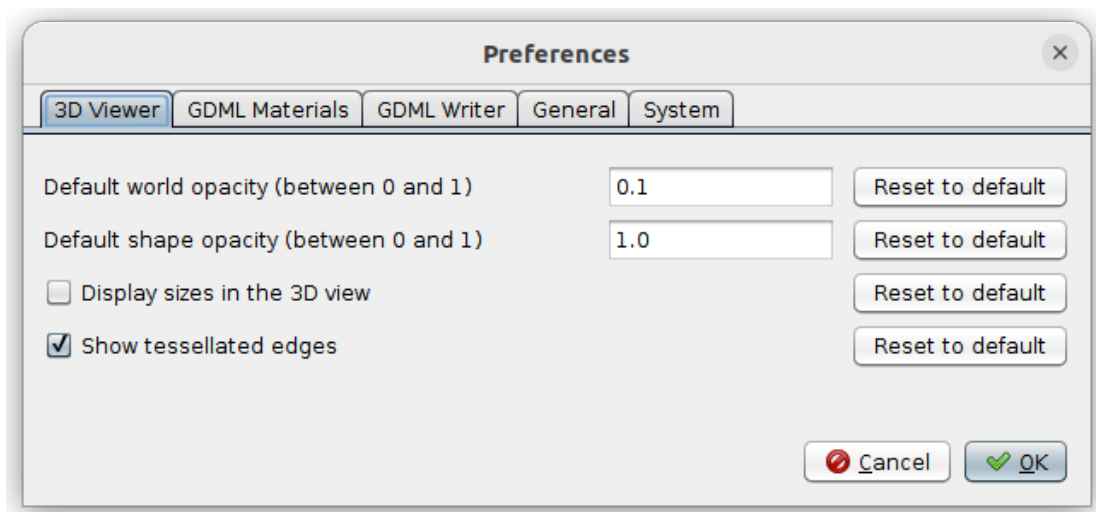 Preferences
3D Viewer GDML Materials GDML Writer General System
Default world opacity (between 0 and 1) 0.1 Reset to default
Default shape opacity (between 0 and 1) 1.0 Reset to default
Display sizes in the 3D view Reset to default
Show tessellated edges Reset to default
Cancel OK